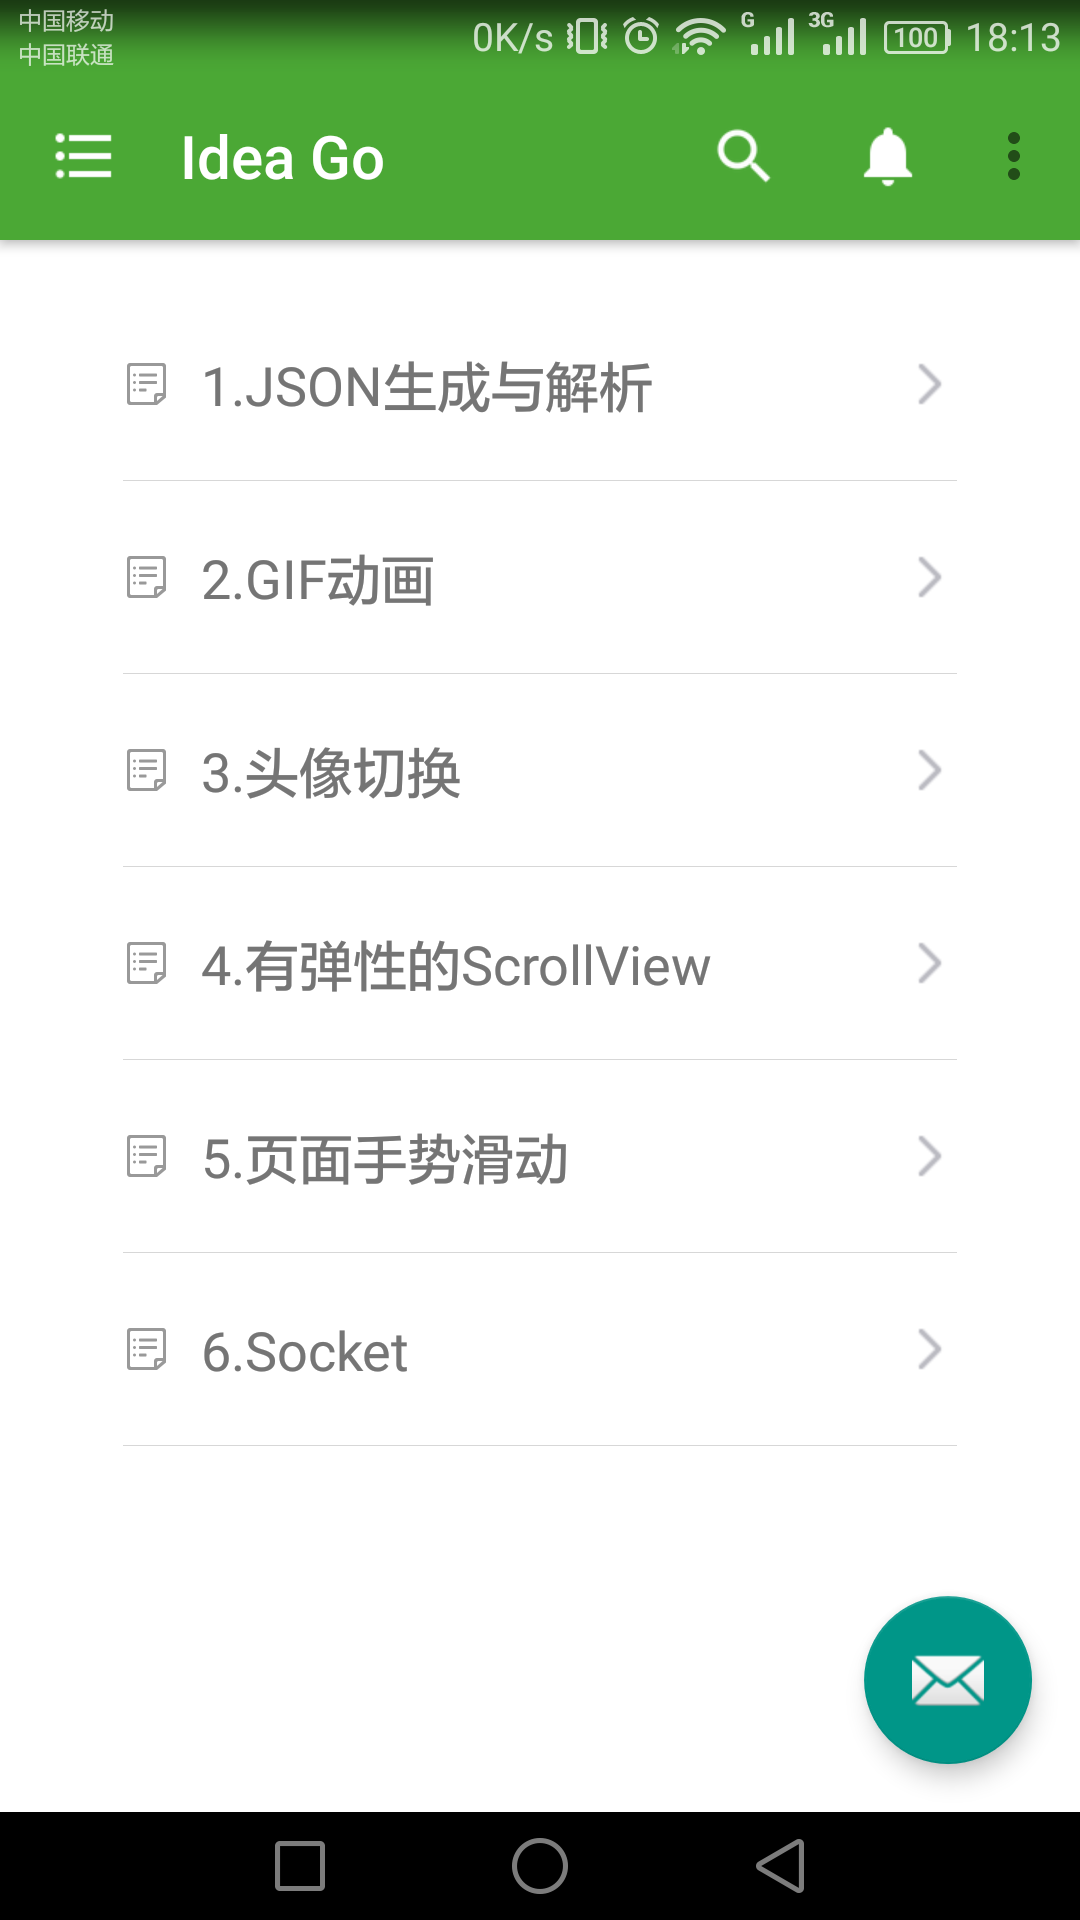 中国移动
中国联通
0K/s G 3G 100 18:13
Idea Go
1.JSON生成与解析
2.GIF动画
3.头像切换
4.有弹性的ScrollView
5.页面手势滑动
6.Socket